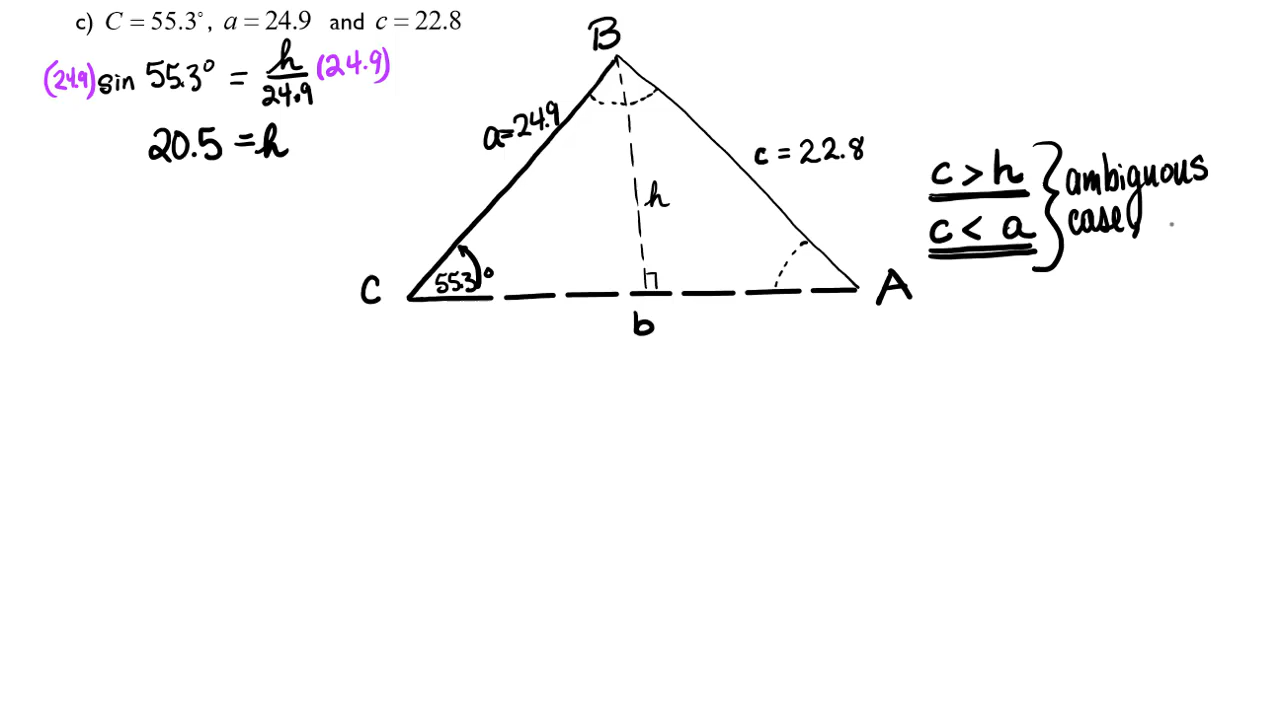 c) C = 55.3°, a = 24.9 and c = 22.8
(24.9) sin 55.3° = h/24.9 (24.9)
20.5 = h
B
a=24.9
c = 22.8
h
C
55.3°
A
b
c > h
c < a
ambiguous
case,